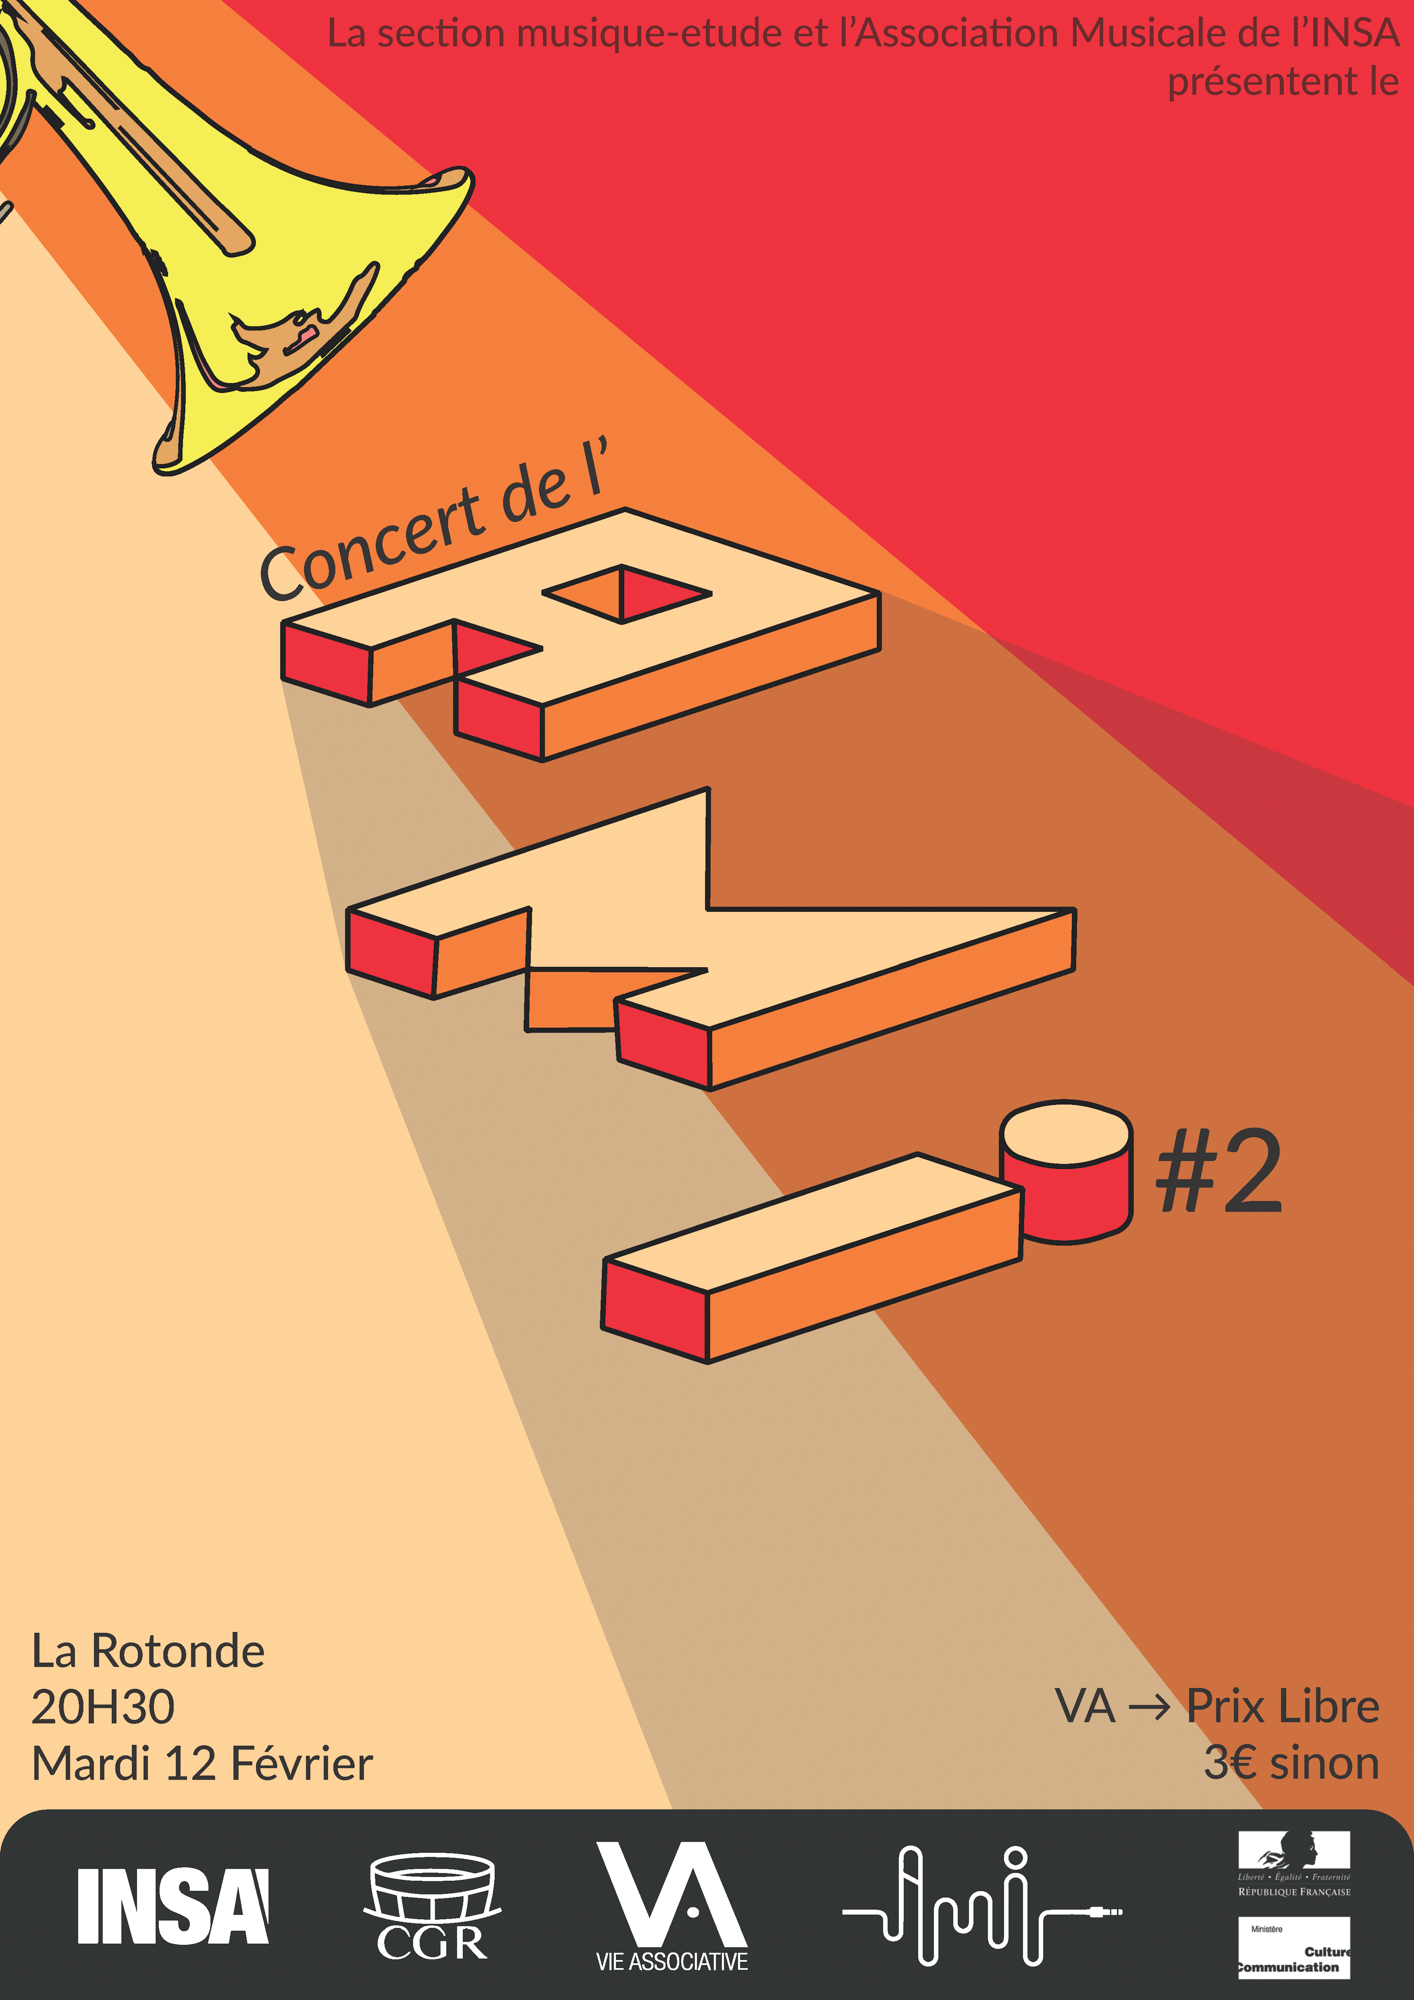 La section musique-etude et l'Association Musicale de l'INSA
présentent le
Concert de l'
A
M
i #2
La Rotonde
20H30
Mardi 12 Février
VA → Prix Libre
3€ sinon
INSA
CGR
VA
VIE ASSOCIATIVE
Ami
Liberté • Égalité • Fraternité
RÉPUBLIQUE FRANÇAISE
Ministère
Culture
Communication